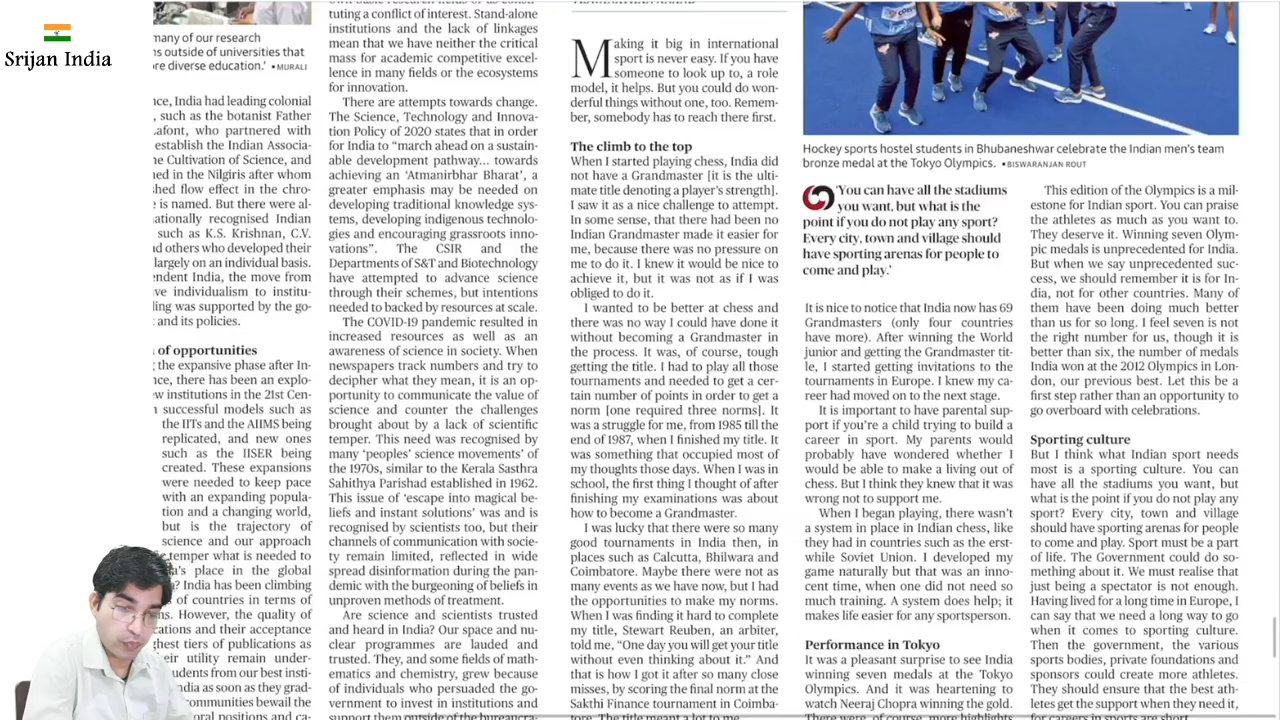 Srijan India
many of our research
ns outside of universities that
re diverse education.' • MURALI
nce, India had leading colonial
, such as the botanist Father
afont, who partnered with
establish the Indian Associa-
he Cultivation of Science, and
ned in the Nilgiris after whom
shed flow effect in the chro-
e is named. But there were al-
ationally recognised Indian
such as K.S. Krishnan, C.V.
d others who developed their
largely on an individual basis.
endent India, the move from
ve individualism to institu-
ling was supported by the go-
t and its policies.
n of opportunities
g the expansive phase after In-
nce, there has been an explo-
ew institutions in the 21st Cen-
successful models such as
the IITs and the AIIMS being
replicated, and new ones
such as the IISER being
created. These expansions
were needed to keep pace
with an expanding popula-
tion and a changing world,
but is the trajectory of
science and our approach
temper what is needed to
a's place in the global
? India has been climbing
s of countries in terms of
s. However, the quality of
cations and their acceptance
ghest tiers of publications as
eir utility remain under-
udents from our best insti-
ndia as soon as they grad-
ommunities bewail the
oral positions and ca-
tuting a conflict of interest. Stand-alone
institutions and the lack of linkages
mean that we have neither the critical
mass for academic competitive excel-
lence in many fields or the ecosystems
for innovation.
There are attempts towards change.
The Science, Technology and Innova-
tion Policy of 2020 states that in order
for India to “march ahead on a sustain-
able development pathway... towards
achieving an ‘Atmanirbhar Bharat’, a
greater emphasis may be needed on
developing traditional knowledge sys-
tems, developing indigenous technolo-
gies and encouraging grassroots inno-
vations”. The CSIR and the
Departments of S&T and Biotechnology
have attempted to advance science
through their schemes, but intentions
needed to backed by resources at scale.
The COVID-19 pandemic resulted in
increased resources as well as an
awareness of science in society. When
newspapers track numbers and try to
decipher what they mean, it is an op-
portunity to communicate the value of
science and counter the challenges
brought about by a lack of scientific
temper. This need was recognised by
many ‘peoples’ science movements’ of
the 1970s, similar to the Kerala Sasthra
Sahithya Parishad established in 1962.
This issue of ‘escape into magical be-
liefs and instant solutions’ was and is
recognised by scientists too, but their
channels of communication with socie-
ty remain limited, reflected in wide
spread disinformation during the pan-
demic with the burgeoning of beliefs in
unproven methods of treatment.
Are science and scientists trusted
and heard in India? Our space and nu-
clear programmes are lauded and
trusted. They, and some fields of math-
ematics and chemistry, grew because
of individuals who persuaded the go-
vernment to invest in institutions and
support them outside of the bureaucra-
Making it big in international
sport is never easy. If you have
someone to look up to, a role
model, it helps. But you could do won-
derful things without one, too. Remem-
ber, somebody has to reach there first.
The climb to the top
When I started playing chess, India did
not have a Grandmaster [it is the ulti-
mate title denoting a player's strength].
I saw it as a nice challenge to attempt.
In some sense, that there had been no
Indian Grandmaster made it easier for
me, because there was no pressure on
me to do it. I knew it would be nice to
achieve it, but it was not as if I was
obliged to do it.
I wanted to be better at chess and
there was no way I could have done it
without becoming a Grandmaster in
the process. It was, of course, tough
getting the title. I had to play all those
tournaments and needed to get a cer-
tain number of points in order to get a
norm [one required three norms]. It
was a struggle for me, from 1985 till the
end of 1987, when I finished my title. It
was something that occupied most of
my thoughts those days. When I was in
school, the first thing I thought of after
finishing my examinations was about
how to become a Grandmaster.
I was lucky that there were so many
good tournaments in India then, in
places such as Calcutta, Bhilwara and
Coimbatore. Maybe there were not as
many events as we have now, but I had
the opportunities to make my norms.
When I was finding it hard to complete
my title, Stewart Reuben, an arbiter,
told me, “One day you will get your title
without even thinking about it.” And
that is how I got it after so many close
misses, by scoring the final norm at the
Sakthi Finance tournament in Coimba-
tore. The title meant a lot to me.
Hockey sports hostel students in Bhubaneshwar celebrate the Indian men's team
bronze medal at the Tokyo Olympics. • BISWARANJAN ROUT
‘You can have all the stadiums
you want, but what is the
point if you do not play any sport?
Every city, town and village should
have sporting arenas for people to
come and play.’
It is nice to notice that India now has 69
Grandmasters (only four countries
have more). After winning the World
junior and getting the Grandmaster tit-
le, I started getting invitations to the
tournaments in Europe. I knew my ca-
reer had moved on to the next stage.
It is important to have parental sup-
port if you're a child trying to build a
career in sport. My parents would
probably have wondered whether I
would be able to make a living out of
chess. But I think they knew that it was
wrong not to support me.
When I began playing, there wasn't
a system in place in Indian chess, like
they had in countries such as the erst-
while Soviet Union. I developed my
game naturally but that was an inno-
cent time, when one did not need so
much training. A system does help; it
makes life easier for any sportsperson.
Performance in Tokyo
It was a pleasant surprise to see India
winning seven medals at the Tokyo
Olympics. And it was heartening to
watch Neeraj Chopra winning the gold.
There were, of course, more highlights
This edition of the Olympics is a mil-
estone for Indian sport. You can praise
the athletes as much as you want to.
They deserve it. Winning seven Olym-
pic medals is unprecedented for India.
But when we say unprecedented suc-
cess, we should remember it is for In-
dia, not for other countries. Many of
them have been doing much better
than us for so long. I feel seven is not
the right number for us, though it is
better than six, the number of medals
India won at the 2012 Olympics in Lon-
don, our previous best. Let this be a
first step rather than an opportunity to
go overboard with celebrations.
Sporting culture
But I think what Indian sport needs
most is a sporting culture. You can
have all the stadiums you want, but
what is the point if you do not play any
sport? Every city, town and village
should have sporting arenas for people
to come and play. Sport must be a part
of life. The Government could do so-
mething about it. We must realise that
just being a spectator is not enough.
Having lived for a long time in Europe, I
can say that we need a long way to go
when it comes to sporting culture.
Then the government, the various
sports bodies, private foundations and
sponsors could create more athletes.
They should ensure that the best ath-
letes get the support when they need it,
for careers in sports are short.